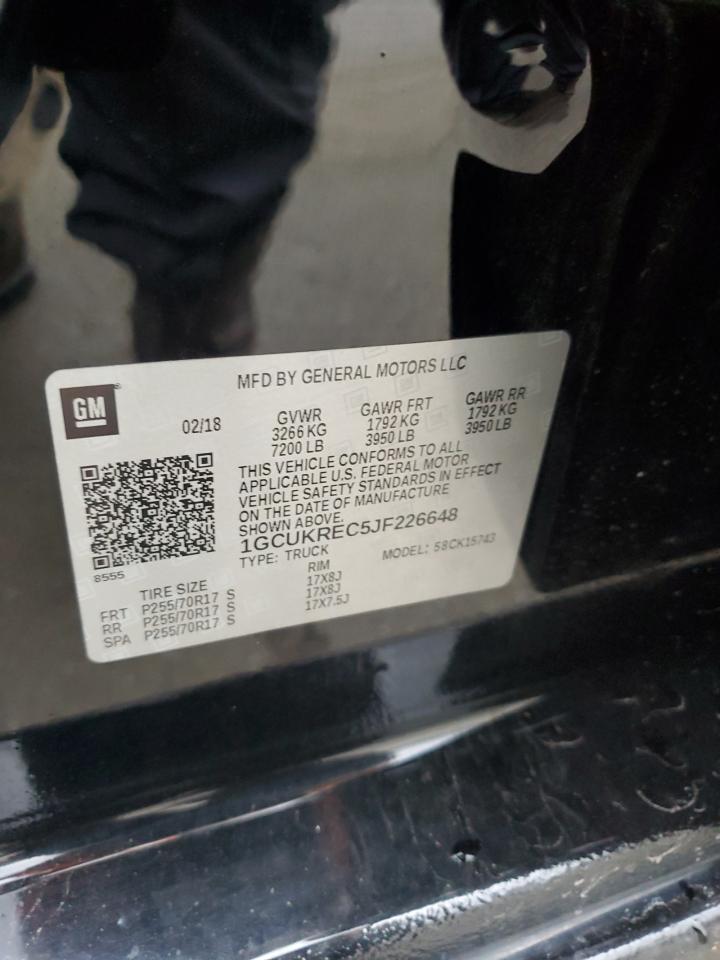 MFD BY GENERAL MOTORS LLC
GM
02/18
GVWR GAWR FRT GAWR RR
3266 KG 1792 KG 1792 KG
7200 LB 3950 LB 3950 LB
THIS VEHICLE CONFORMS TO ALL
APPLICABLE U.S. FEDERAL MOTOR
VEHICLE SAFETY STANDARDS IN EFFECT
ON THE DATE OF MANUFACTURE
SHOWN ABOVE.
1GCUKREC5JF226648
TYPE: TRUCK MODEL: 58CK15743
8555
TIRE SIZE RIM
FRT P255/70R17 S 17X8J
RR P255/70R17 S 17X8J
SPA P255/70R17 S 17X7.5J